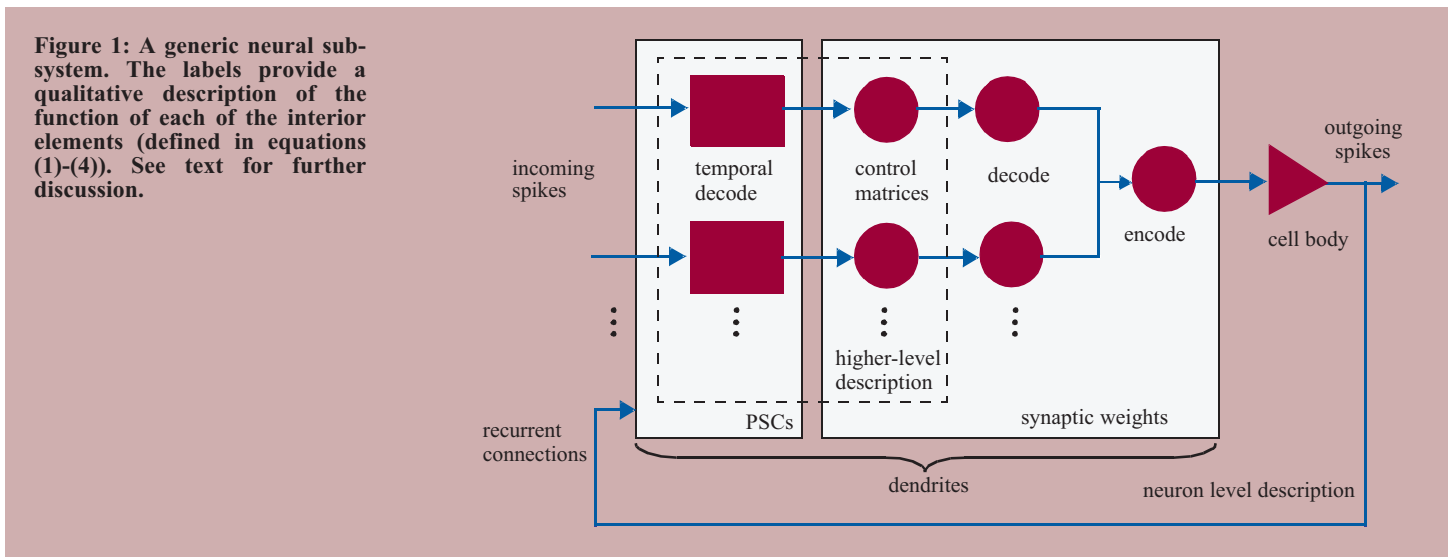 Figure 1: A generic neural sub-
system. The labels provide a
qualitative description of the
function of each of the interior
elements (defined in equations
(1)-(4)). See text for further
discussion.
incoming
spikes
temporal
decode
control
matrices
decode
encode
cell body
outgoing
spikes
higher-level
description
PSCs
synaptic weights
recurrent
connections
dendrites
neuron level description